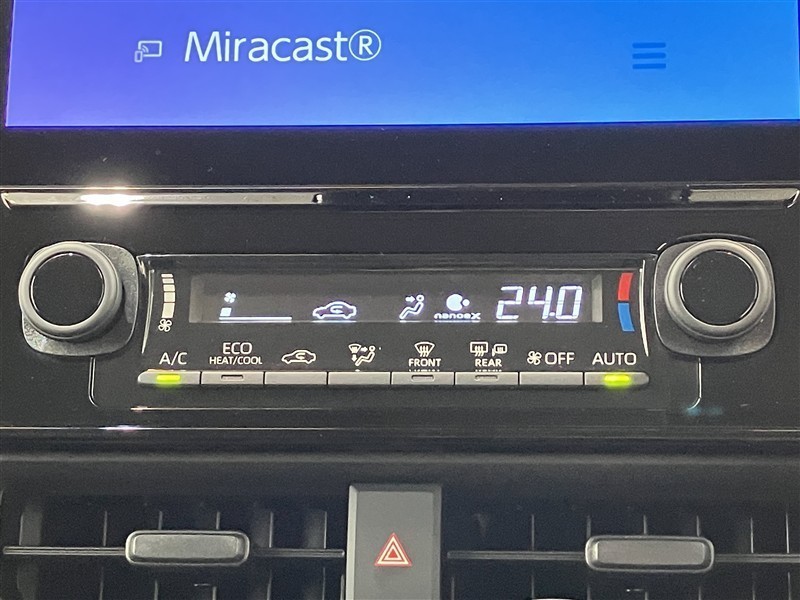 Miracast®
nanoeX 24.0
A/C ECO HEAT/COOL FRONT REAR OFF AUTO